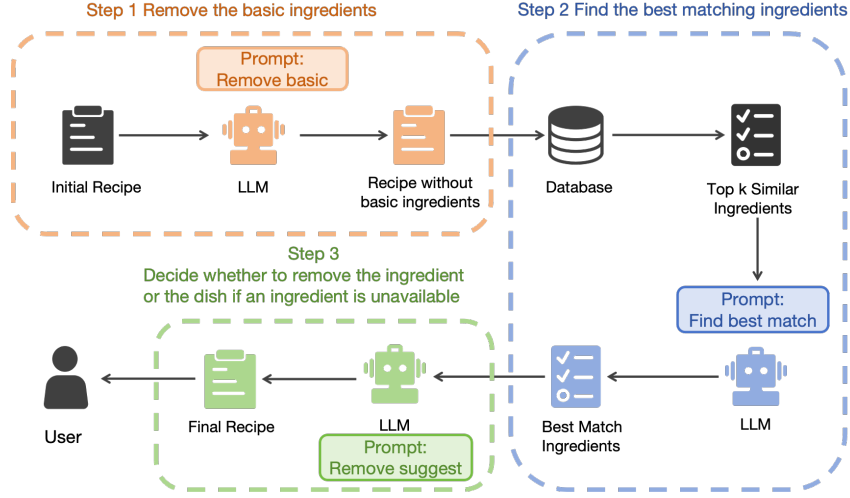 Step 1 Remove the basic ingredients
Step 2 Find the best matching ingredients
Prompt:
Remove basic
Initial Recipe
LLM
Recipe without
basic ingredients
Database
Top k Similar
Ingredients
Prompt:
Find best match
LLM
Best Match
Ingredients
Step 3
Decide whether to remove the ingredient
or the dish if an ingredient is unavailable
LLM
Prompt:
Remove suggest
Final Recipe
User